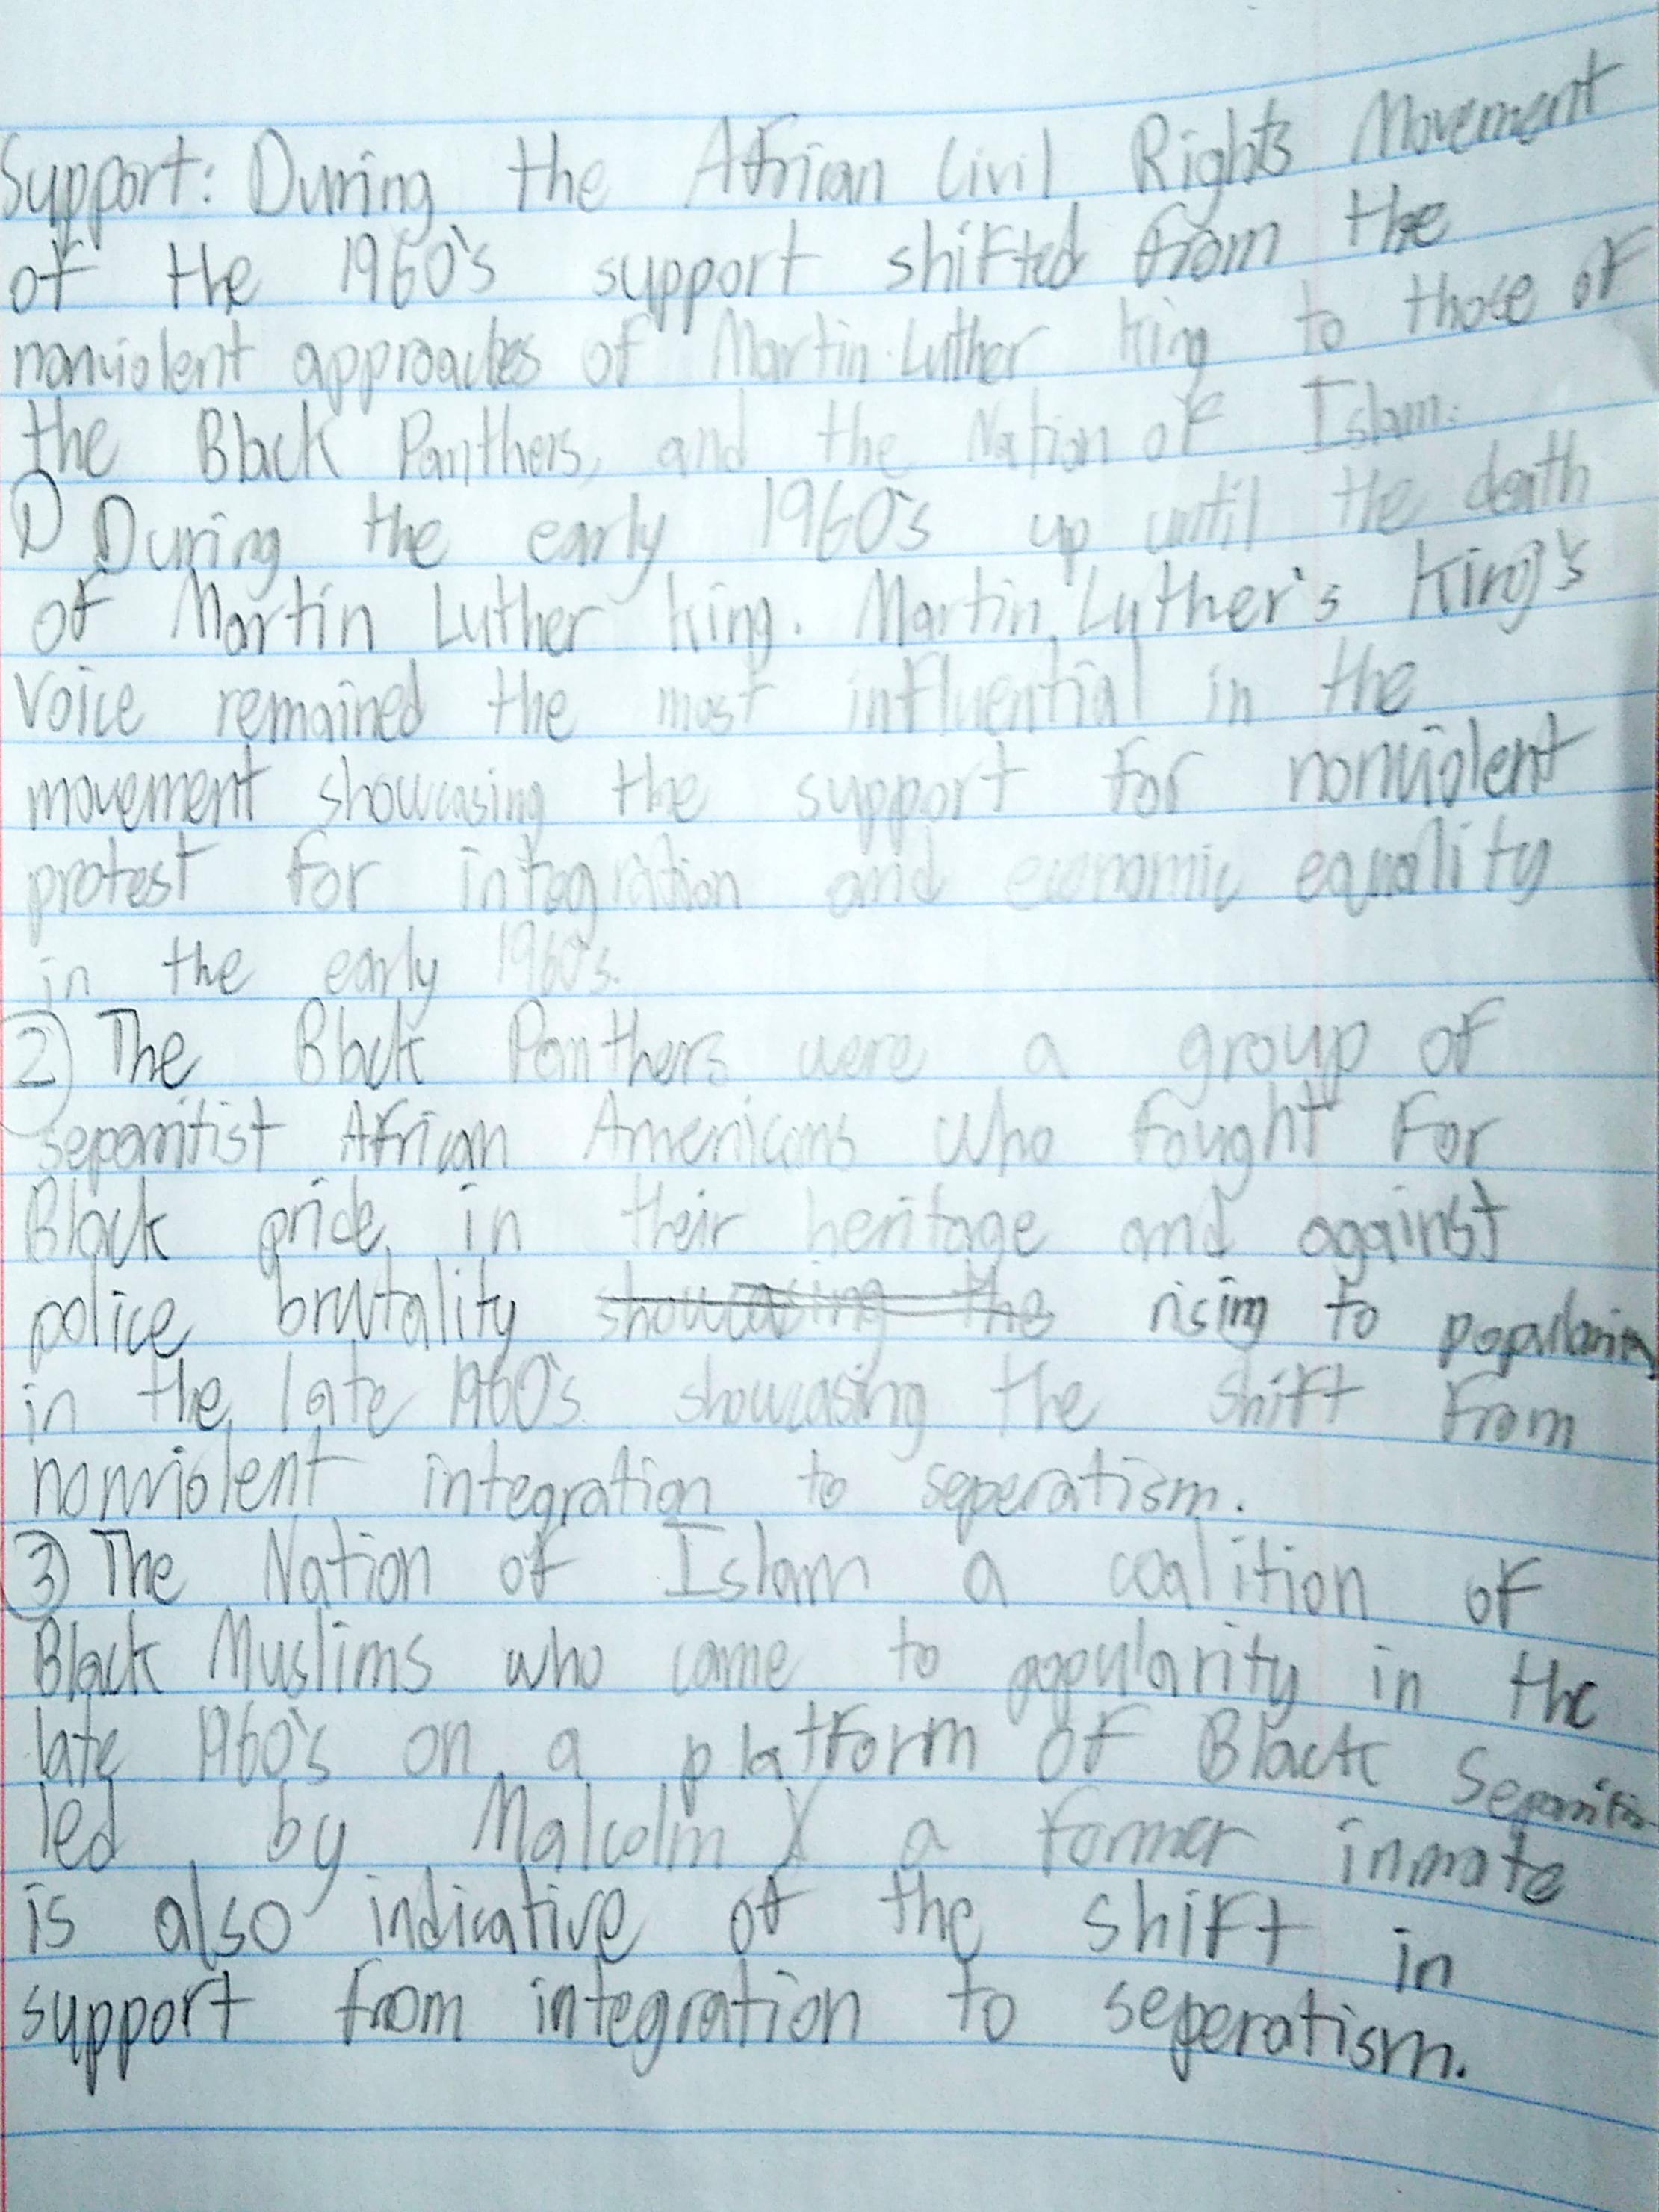 Support: During the African Civil Rights Movement
of the 1960's support shifted from the
nonviolent approaches of Martin Luther King to those of
the Black Panthers, and the Nation of Islam.
1) During the early 1960's up until the death
of Martin Luther King. Martin Luther's King's
voice remained the most influential in the
movement showcasing the support for nonviolent
protest for integration and economic equality
in the early 1960's.
2) The Black Panthers were a group of
separitist African Americans who fought for
Black pride in their heritage and against
police brutality showcasing the rising to popularity
in the late 1960's showcasing the shift from
nonviolent integration to seperatism.
3) The Nation of Islam a coalition of
Black Muslims who came to popularity in the
late 1960's on a platform of Black
led by Malcolm X a former inmate
is also indicative of the shift in
support from integration to seperatism.